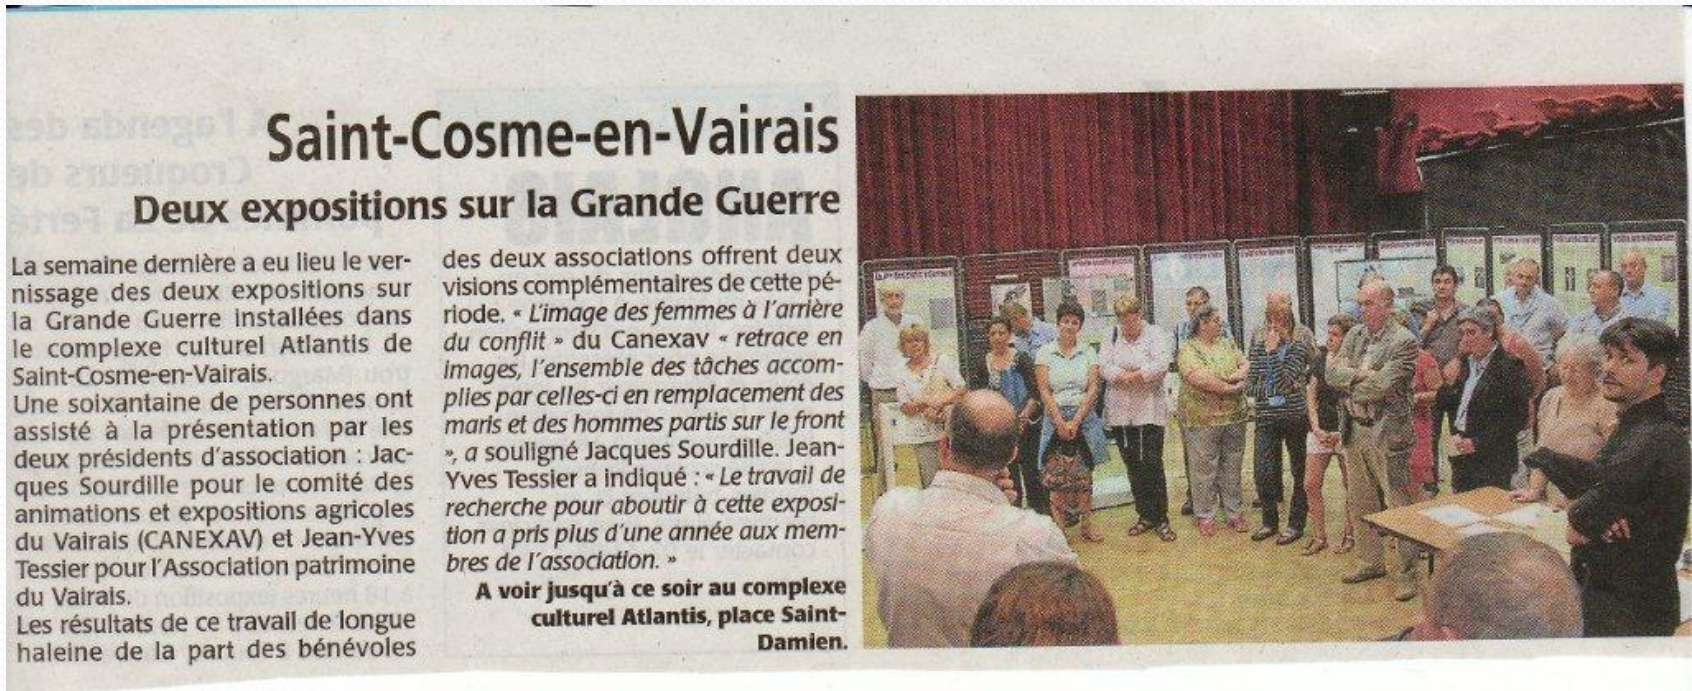 Saint-Cosme-en-Vairais
Deux expositions sur la Grande Guerre
La semaine dernière a eu lieu le ver-
nissage des deux expositions sur
la Grande Guerre installées dans
le complexe culturel Atlantis de
Saint-Cosme-en-Vairais.
Une soixantaine de personnes ont
assisté à la présentation par les
deux présidents d'association : Jac-
ques Sourdille pour le comité des
animations et expositions agricoles
du Vairais (CANEXAV) et Jean-Yves
Tessier pour l'Association patrimoine
du Vairais.
Les résultats de ce travail de longue
haleine de la part des bénévoles
des deux associations offrent deux
visions complémentaires de cette pé-
riode. « L'image des femmes à l'arrière
du conflit » du Canexav « retrace en
images, l'ensemble des tâches accom-
plies par celles-ci en remplacement des
maris et des hommes partis sur le front
», a souligné Jacques Sourdille. Jean-
Yves Tessier a indiqué : « Le travail de
recherche pour aboutir à cette exposi-
tion a pris plus d'une année aux mem-
bres de l'association. »
A voir jusqu'à ce soir au complexe
culturel Atlantis, place Saint-
Damien.